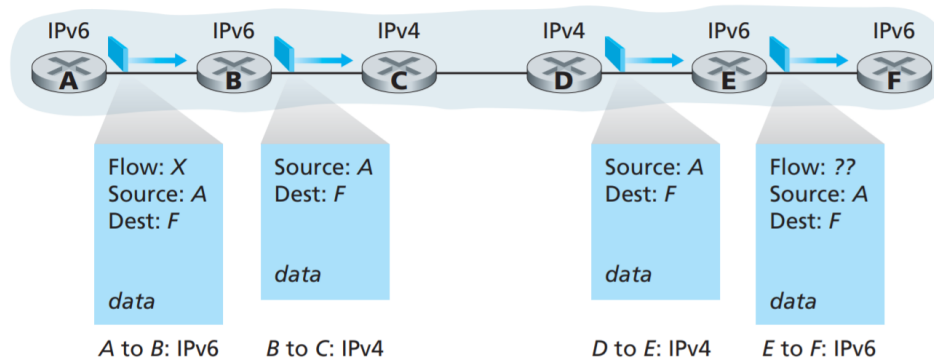 IPv6
IPv6
IPv4
IPv4
IPv6
IPv6
A
B
C
D
E
F
Flow: X
Source: A
Dest: F
data
Source: A
Dest: F
data
Source: A
Dest: F
data
Flow: ??
Source: A
Dest: F
data
A to B: IPv6
B to C: IPv4
D to E: IPv4
E to F: IPv6